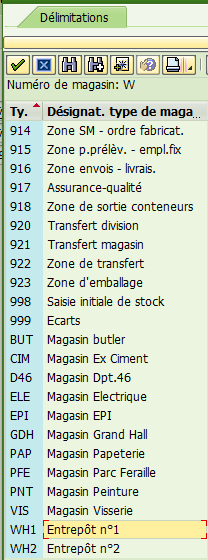 Délimitations
Numéro de magasin: W
Ty. Désignat. type de maga
914 Zone SM - ordre fabricat.
915 Zone p.prélèv. - empl.fix
916 Zone envois - livrais.
917 Assurance-qualité
918 Zone de sortie conteneurs
920 Transfert division
921 Transfert magasin
922 Zone de transfert
923 Zone d'emballage
998 Saisie initiale de stock
999 Ecarts
BUT Magasin butler
CIM Magasin Ex Ciment
D46 Magasin Dpt.46
ELE Magasin Electrique
EPI Magasin EPI
GDH Magasin Grand Hall
PAP Magasin Papeterie
PFE Magasin Parc Feraille
PNT Magasin Peinture
VIS Magasin Visserie
WH1 Entrepôt n°1
WH2 Entrepôt n°2